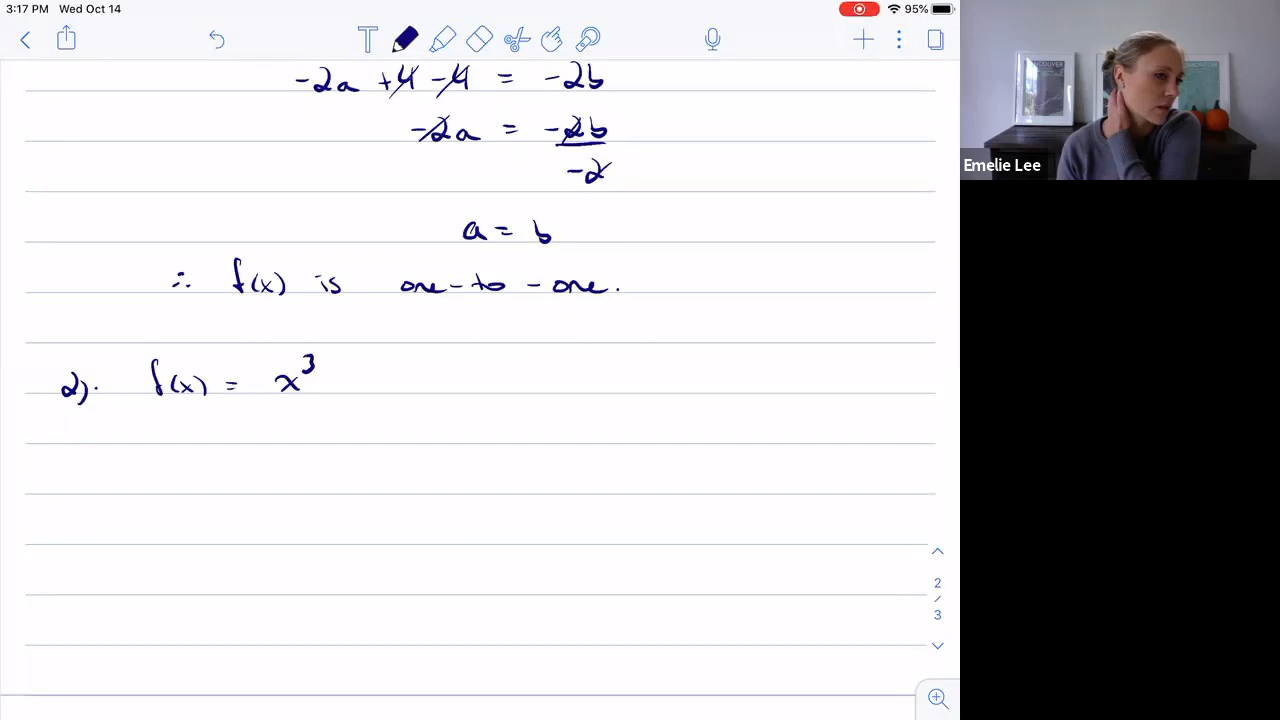 3:17 PM Wed Oct 14
95%
-2a +4 -4 = -2b
-2a = -2b
-2
a = b
∴ f(x) is one-to-one.
2). f(x) = x³
2
/
3
VANCOUVER
Emelie Lee